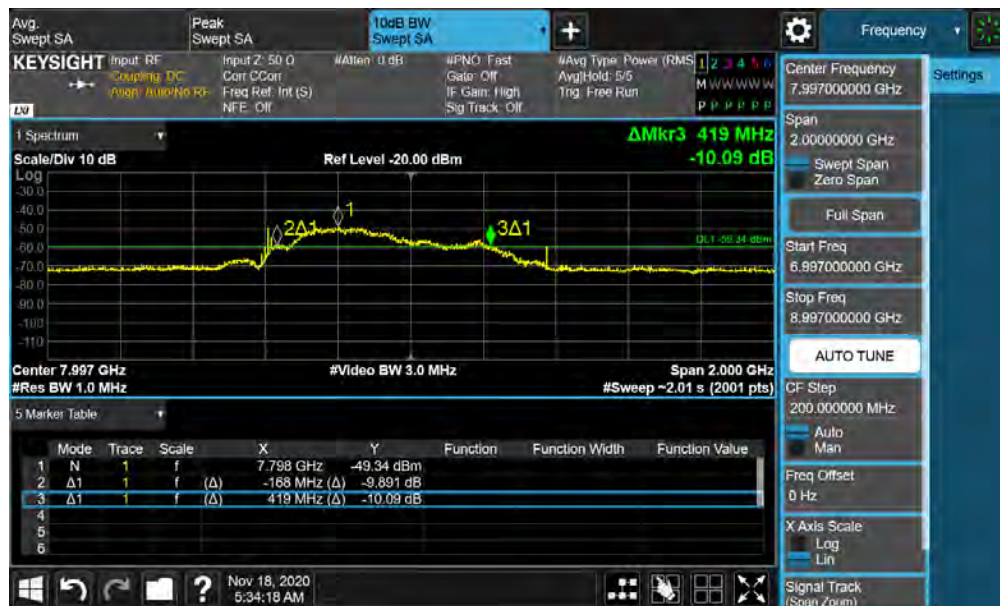 Avg.
Swept SA
Peak
Swept SA
10dB BW
Swept SA
Frequency
KEYSIGHT
LXI
Input: RF
Coupling: DC
Align: Auto/No RF
Input Z: 50 Ω
Corr CCorr
Freq Ref: Int (S)
NFE: Off
#Atten: 0 dB
#PNO: Fast
Gate: Off
IF Gain: High
Sig Track: Off
#Avg Type: Power (RMS)
Avg|Hold: 5/5
Trig: Free Run
1 2 3 4 5 6
M W W W W W
P P P P P P
1 Spectrum
ΔMkr3 419 MHz
-10.09 dB
Scale/Div 10 dB
Ref Level -20.00 dBm
Log
-30.0
-40.0
-50.0
-60.0
-70.0
-80.0
-90.0
-100
-110
2Δ1
1
3Δ1
DL1 -59.34 dBm
Center 7.997 GHz
#Video BW 3.0 MHz
Span 2.000 GHz
#Res BW 1.0 MHz
#Sweep ~2.01 s (2001 pts)
5 Marker Table
Mode Trace Scale X Y Function Function Width Function Value
1 N 1 f 7.798 GHz -49.34 dBm
2 Δ1 1 f (Δ) -168 MHz (Δ) -9.891 dB
3 Δ1 1 f (Δ) 419 MHz (Δ) -10.09 dB
4
5
6
Nov 18, 2020
5:34:18 AM
?
Center Frequency
7.997000000 GHz
Span
2.00000000 GHz
Swept Span
Zero Span
Full Span
Start Freq
6.997000000 GHz
Stop Freq
8.997000000 GHz
AUTO TUNE
CF Step
200.000000 MHz
Auto
Man
Freq Offset
0 Hz
X Axis Scale
Log
Lin
Signal Track
(Span Zoom)
Settings